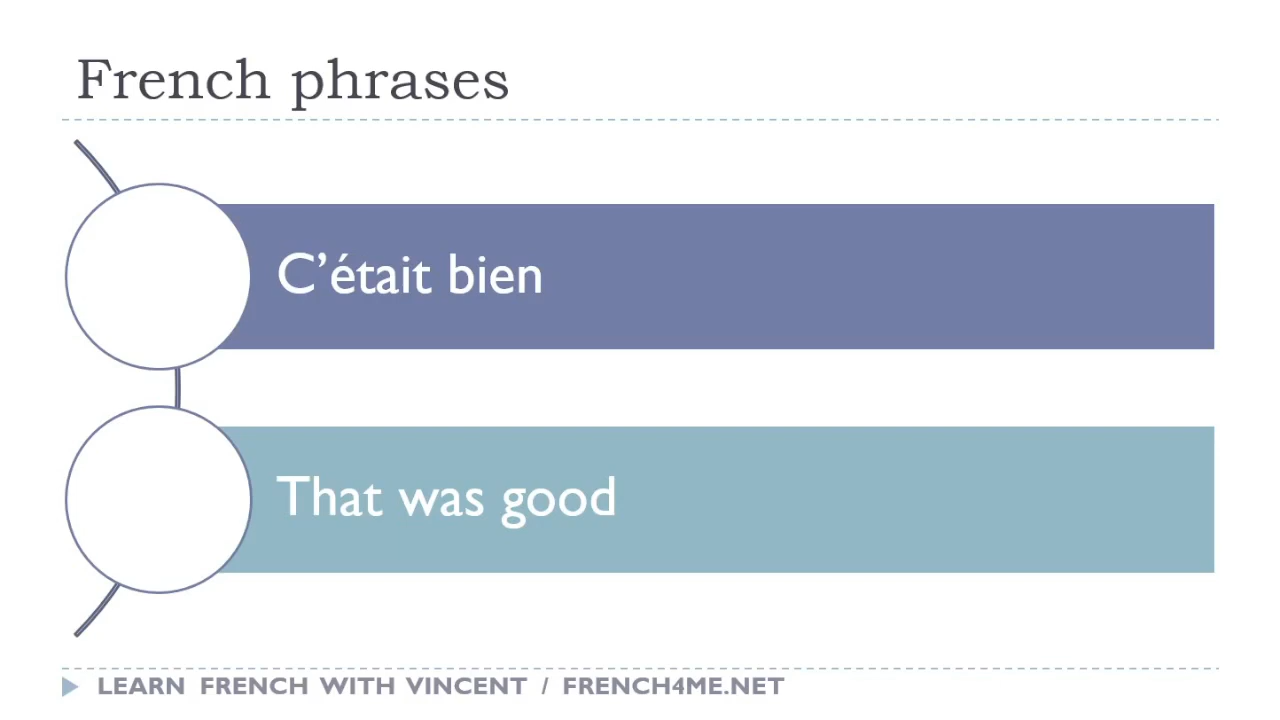 French phrases
C’était bien
That was good
LEARN FRENCH WITH VINCENT / FRENCH4ME.NET